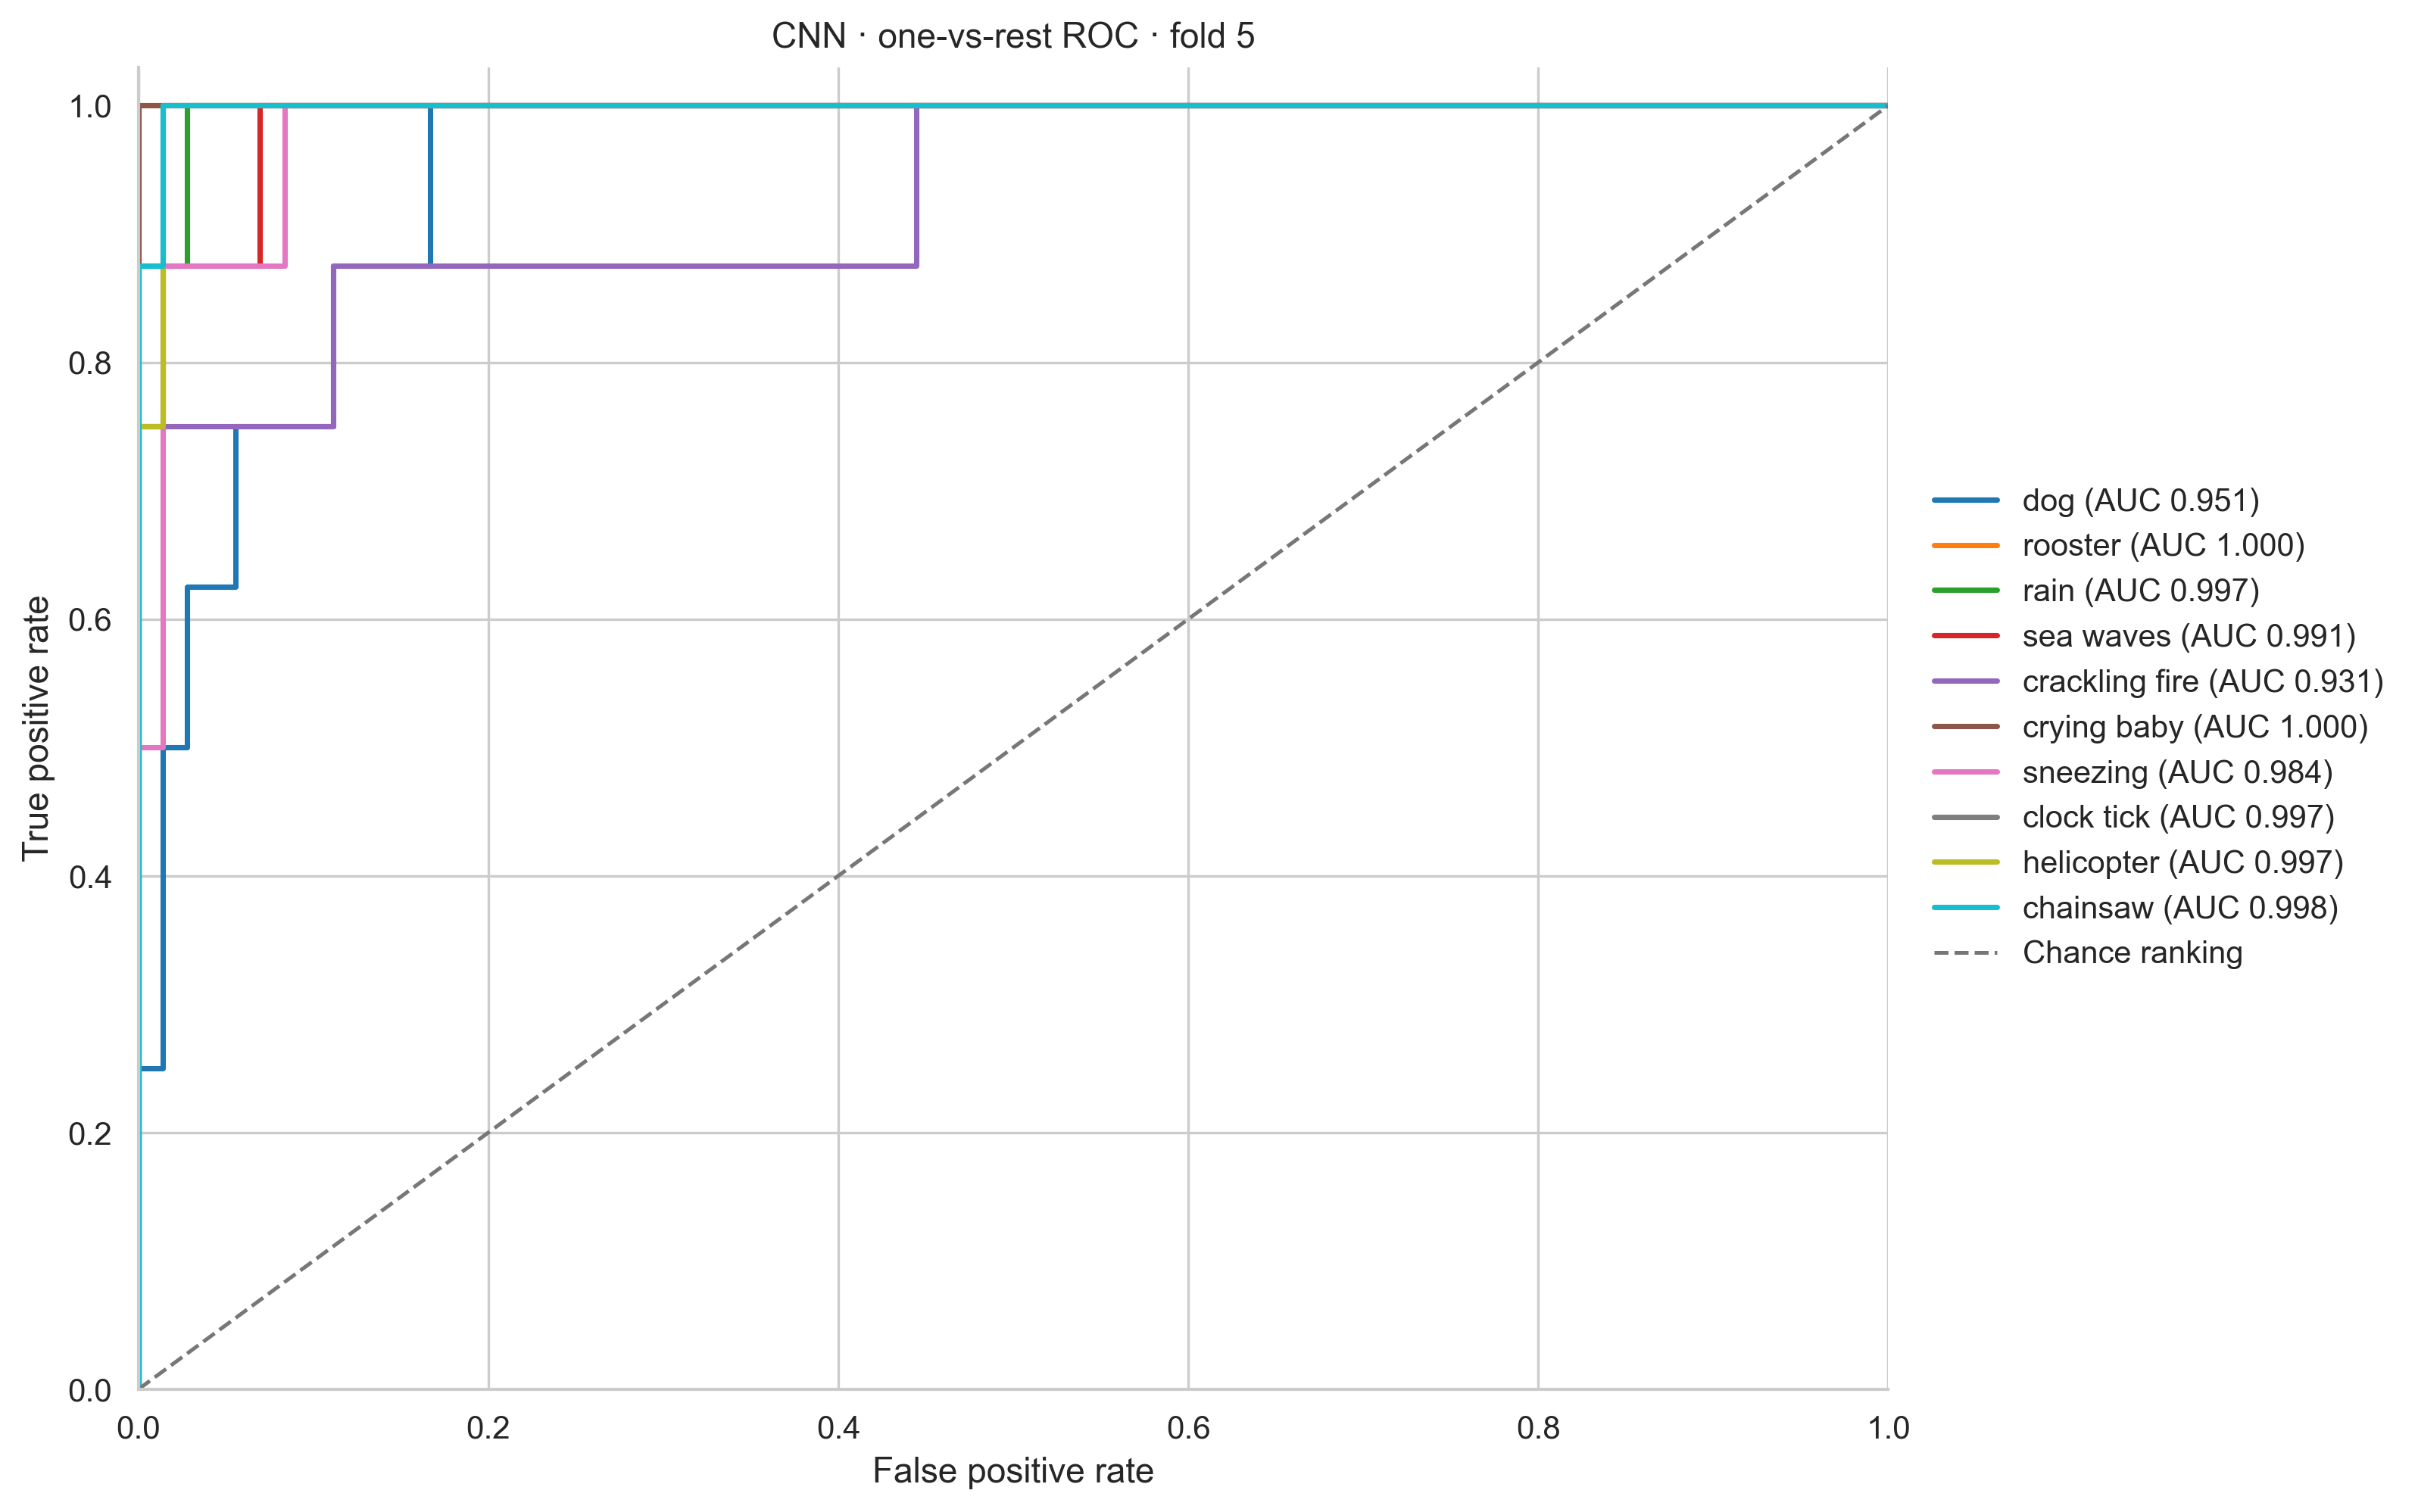 CNN · one-vs-rest ROC · fold 5
1.0
0.8
0.6
0.4
0.2
0.0
True positive rate
0.0 0.2 0.4 0.6 0.8 1.0
False positive rate
dog (AUC 0.951)
rooster (AUC 1.000)
rain (AUC 0.997)
sea waves (AUC 0.991)
crackling fire (AUC 0.931)
crying baby (AUC 1.000)
sneezing (AUC 0.984)
clock tick (AUC 0.997)
helicopter (AUC 0.997)
chainsaw (AUC 0.998)
Chance ranking